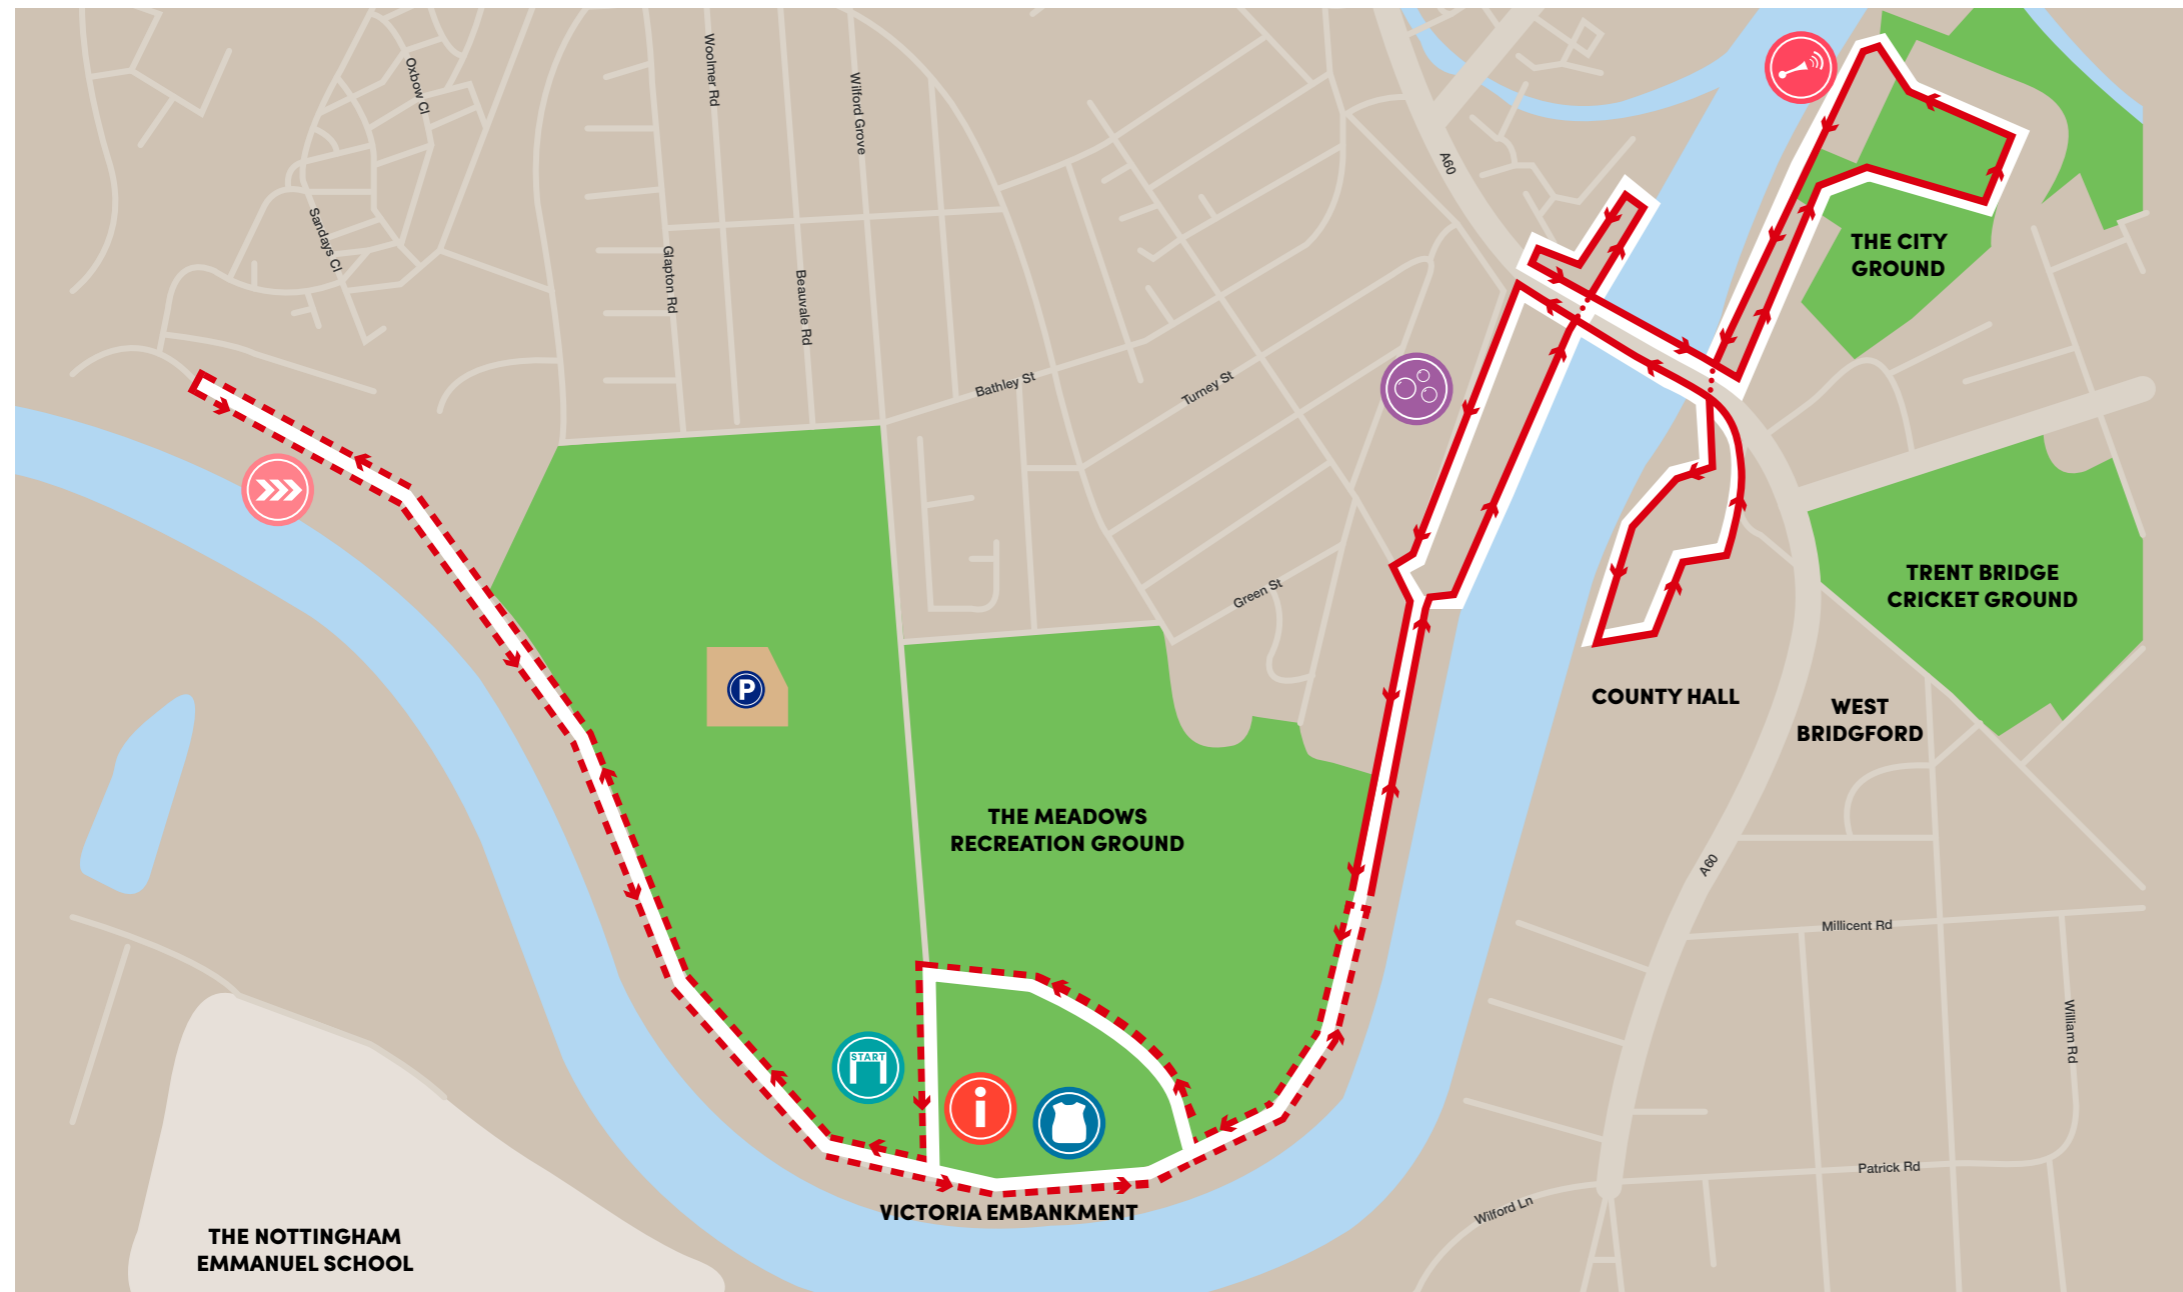 Oxbow Cl
Woolmer Rd
Wilford Grove
A60
Sandays Cl
Glapton Rd
Beauvale Rd
THE CITY
GROUND
Bathley St
Turney St
Green St
TRENT BRIDGE
CRICKET GROUND
P
COUNTY HALL
WEST
BRIDGFORD
THE MEADOWS
RECREATION GROUND
A60
Millicent Rd
William Rd
START
i
Patrick Rd
Wilford Ln
VICTORIA EMBANKMENT
THE NOTTINGHAM
EMMANUEL SCHOOL